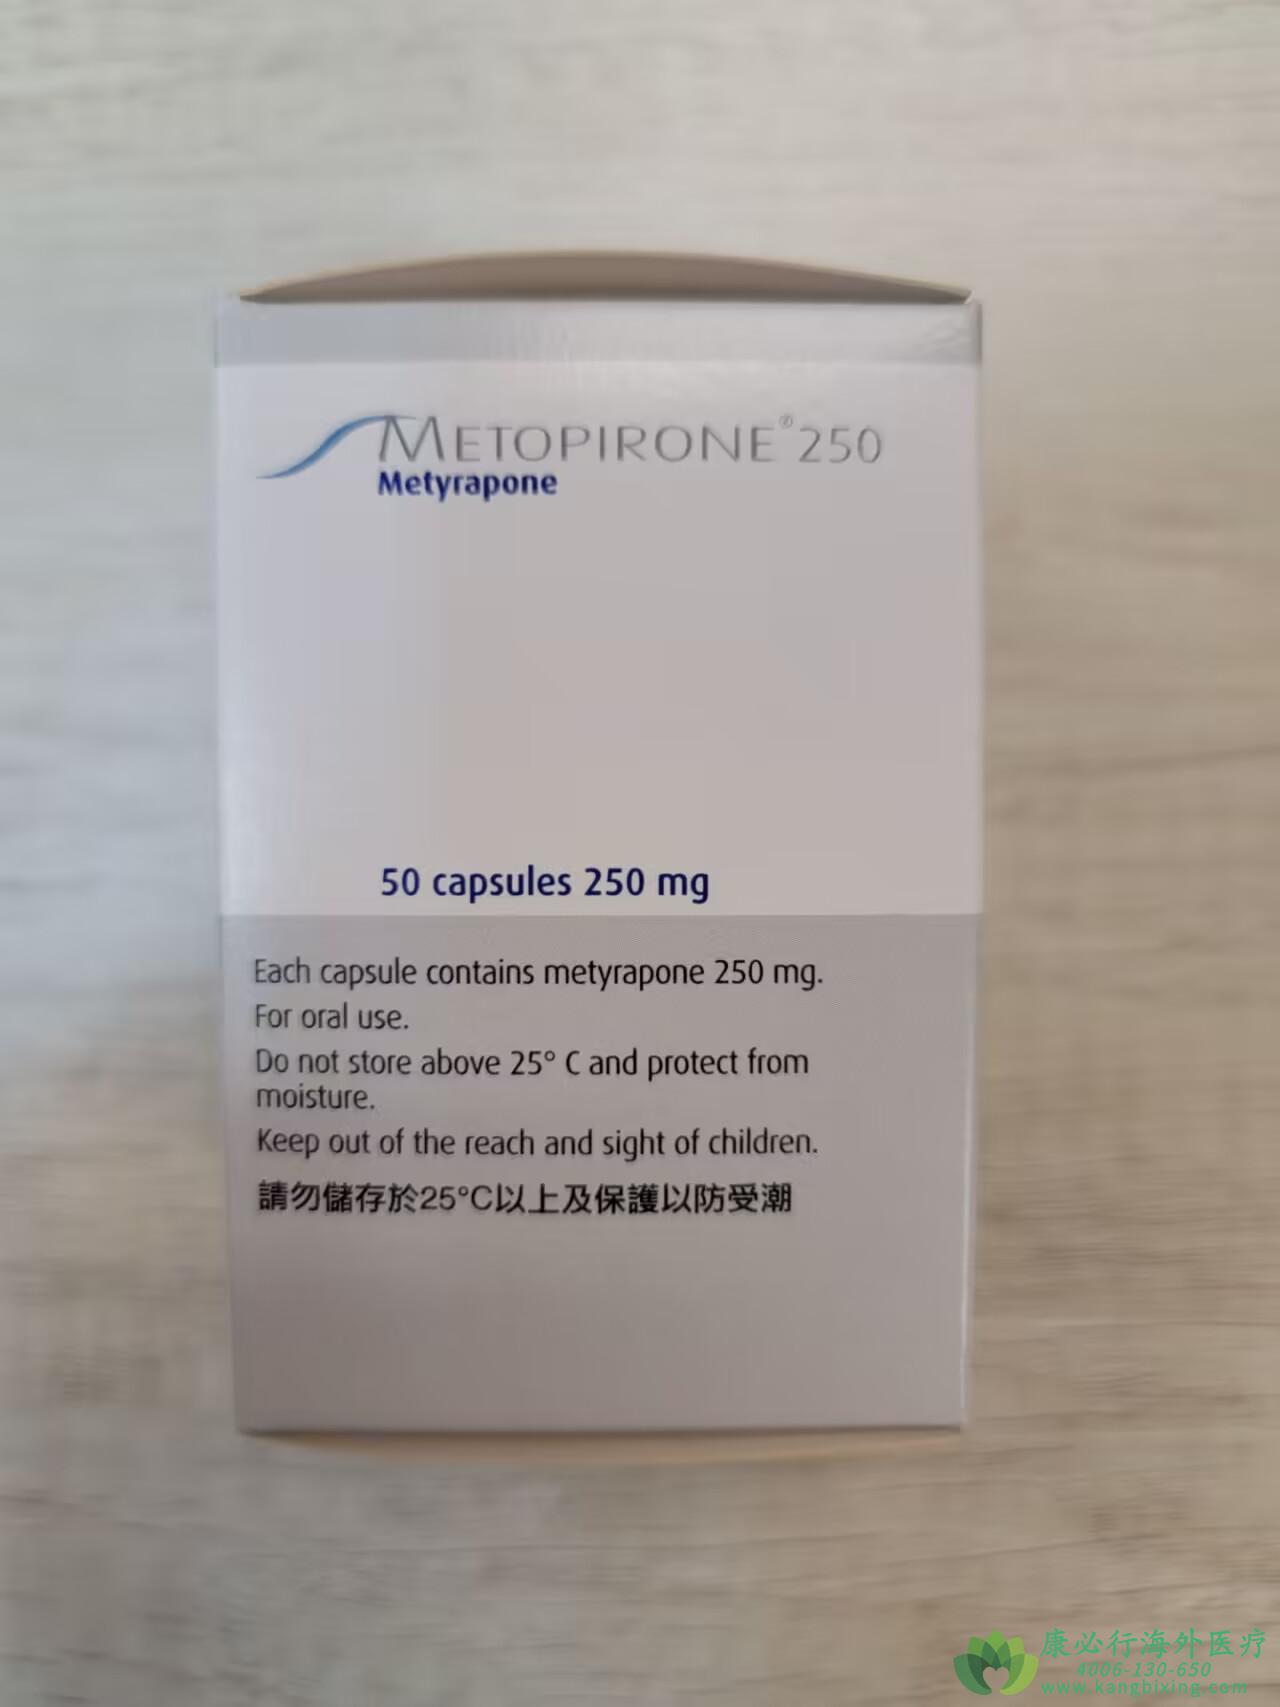 METOPIRONE® 250
Metyrapone
50 capsules 250 mg
Each capsule contains metyrapone 250 mg.
For oral use.
Do not store above 25° C and protect from
moisture.
Keep out of the reach and sight of children.
請勿儲存於25°C以上及保護以防受潮
康必行海外医疗
4006-130-650
www.kangbixing.com